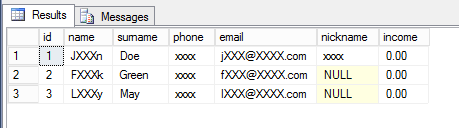 Results Messages
id name surname phone email nickname income
1 1 JXXXn Doe xxxx jXXX@XXXX.com xxxx 0.00
2 2 FXXXk Green xxxx fXXX@XXXX.com NULL 0.00
3 3 LXXXy May xxxx lXXX@XXXX.com NULL 0.00